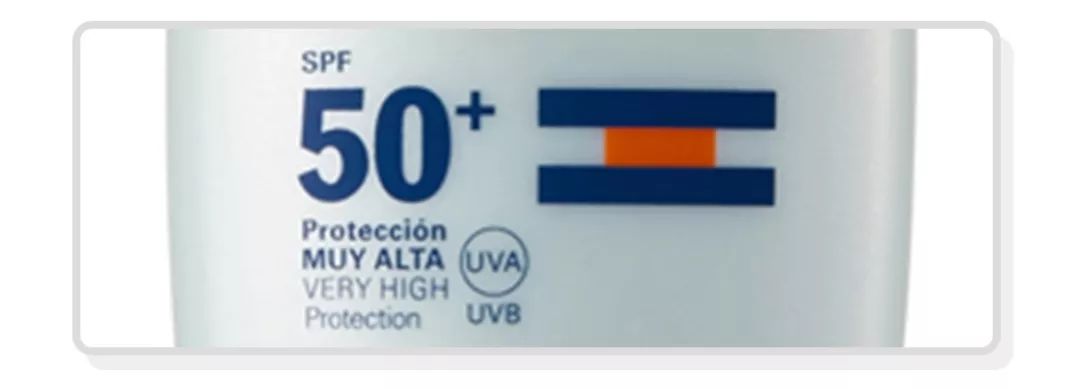 SPF
50+
Protección
MUY ALTA
VERY HIGH
Protection
UVA
UVB